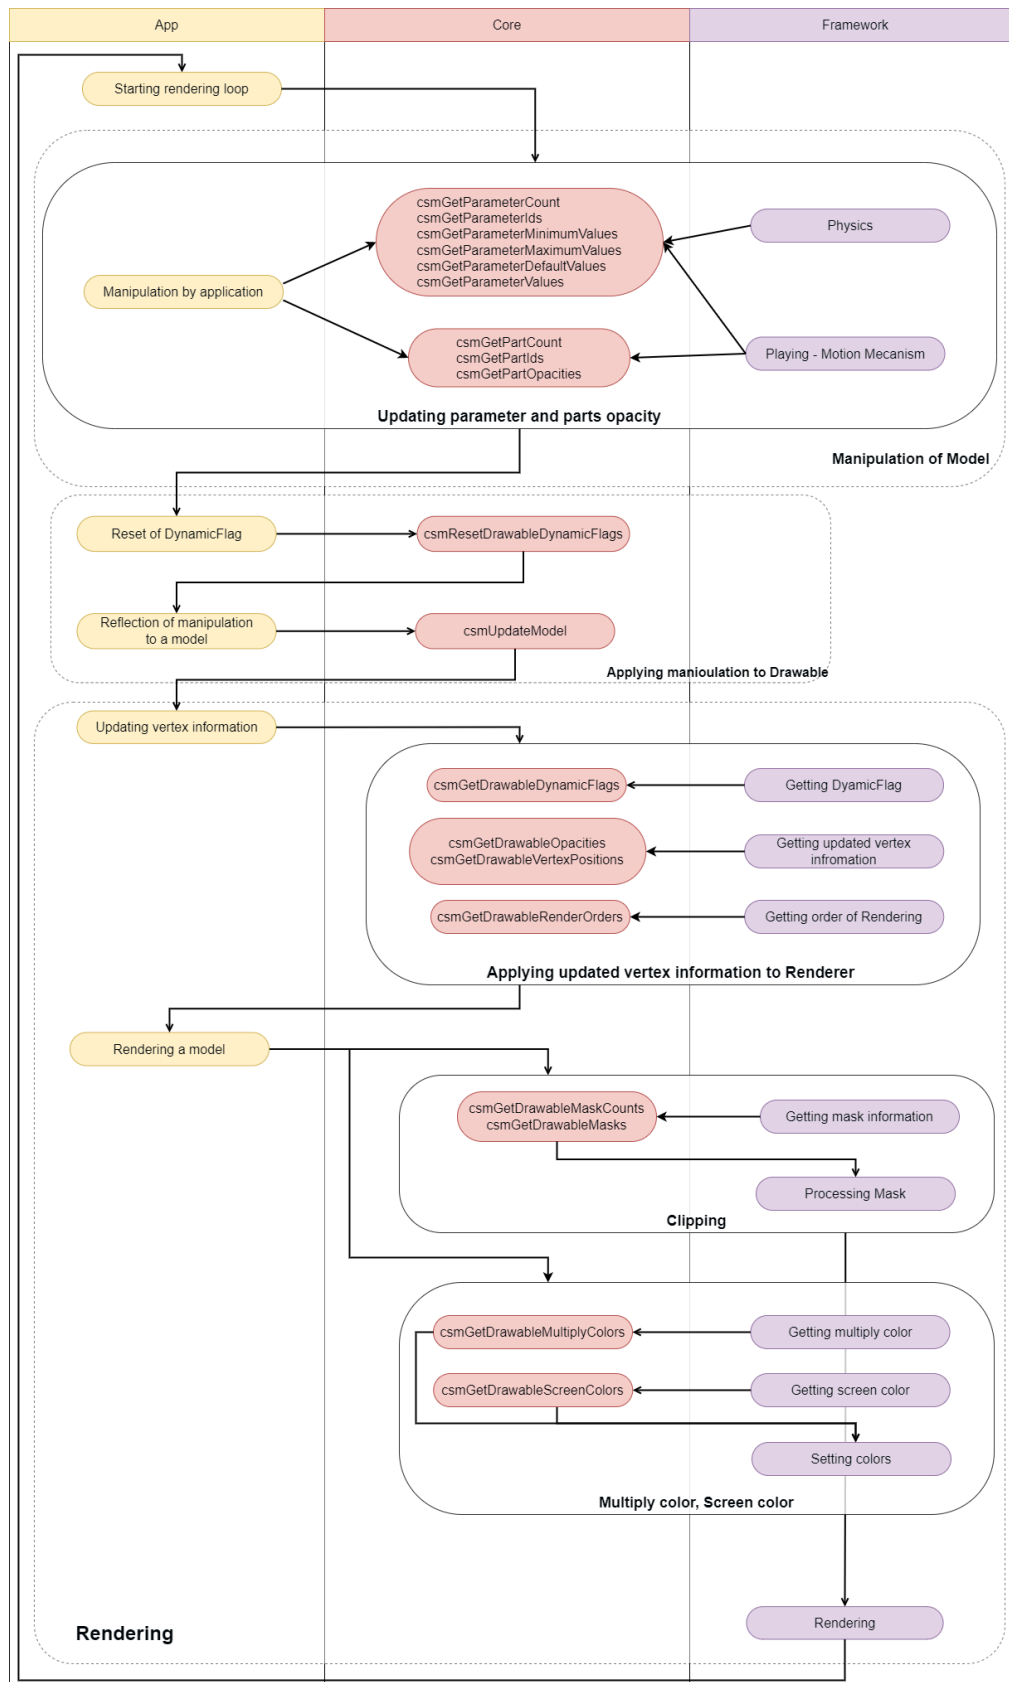 App
Core
Framework
Starting rendering loop
csmGetParameterCount
csmGetParameterIds
csmGetParameterMinimumValues
csmGetParameterMaximumValues
csmGetParameterDefaultValues
csmGetParameterValues
Physics
Manipulation by application
csmGetPartCount
csmGetPartIds
csmGetPartOpacities
Playing - Motion Mecanism
Updating parameter and parts opacity
Manipulation of Model
Reset of DynamicFlag
csmResetDrawableDynamicFlags
Reflection of manipulation
to a model
csmUpdateModel
Applying manioulation to Drawable
Updating vertex information
csmGetDrawableDynamicFlags
Getting DyamicFlag
csmGetDrawableOpacities
csmGetDrawableVertexPositions
Getting updated vertex
infromation
csmGetDrawableRenderOrders
Getting order of Rendering
Applying updated vertex information to Renderer
Rendering a model
csmGetDrawableMaskCounts
csmGetDrawableMasks
Getting mask information
Processing Mask
Clipping
csmGetDrawableMultiplyColors
Getting multiply color
csmGetDrawableScreenColors
Getting screen color
Setting colors
Multiply color, Screen color
Rendering
Rendering